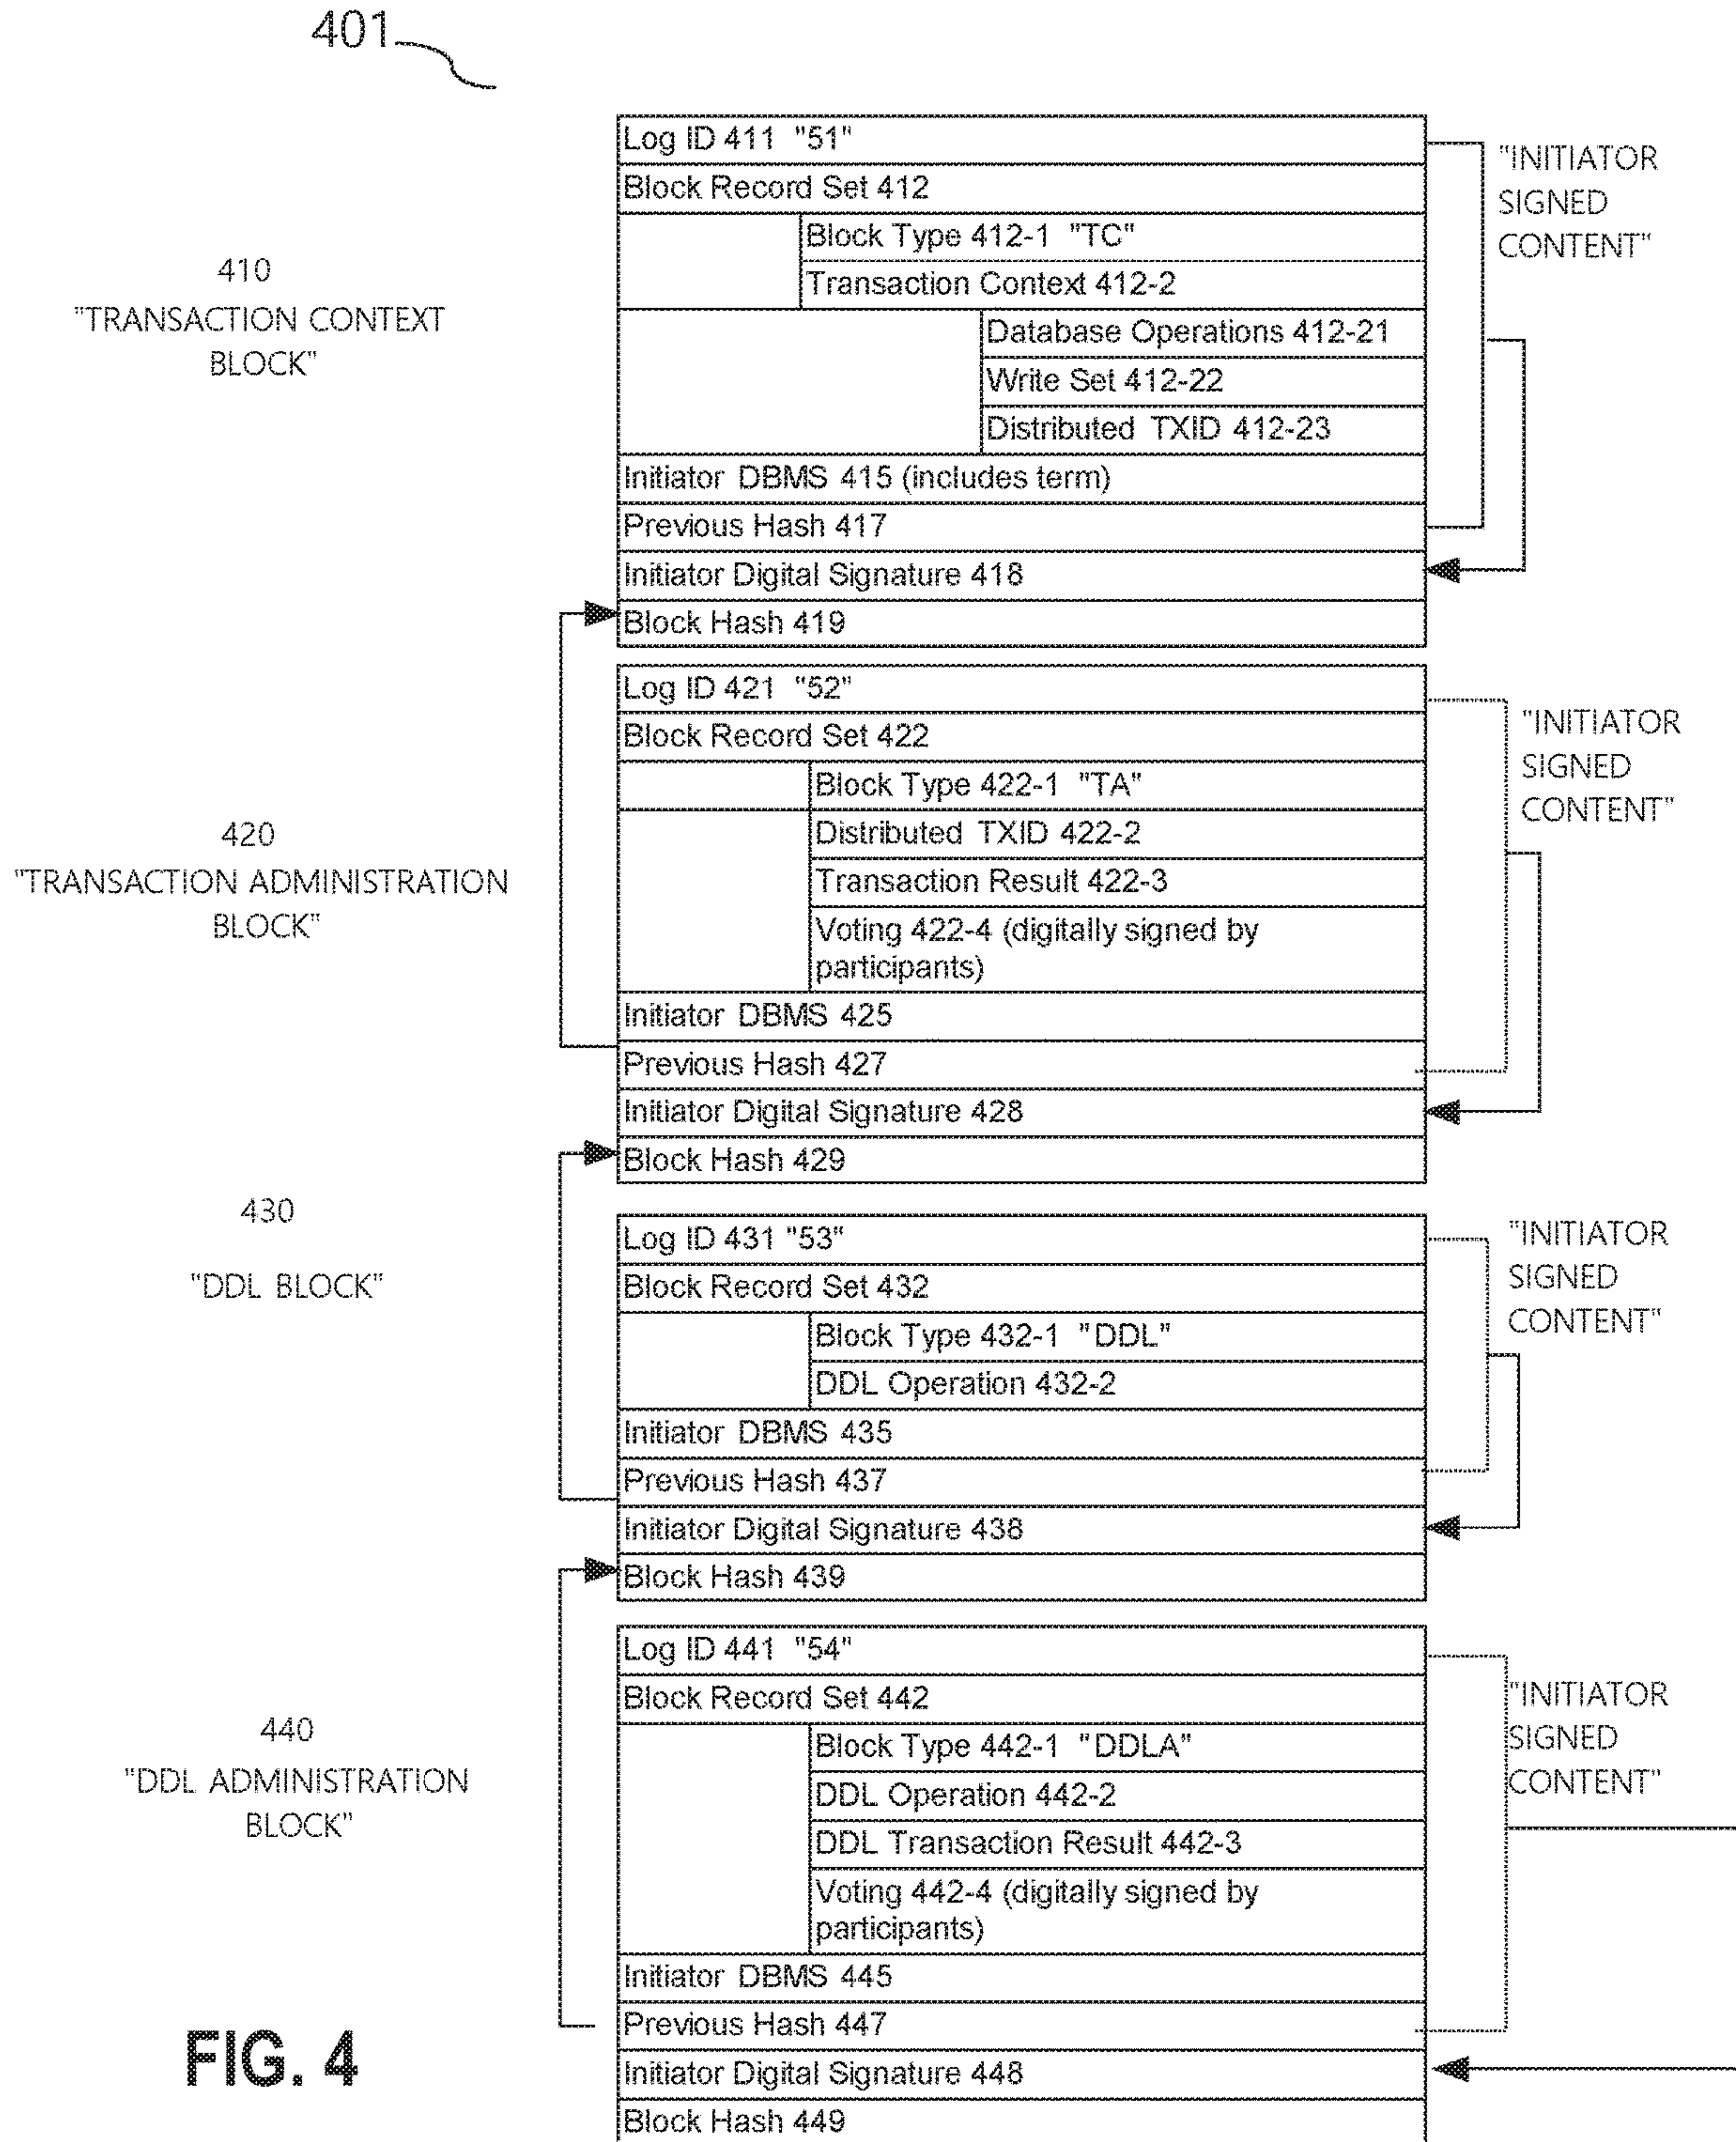 401
Log ID 411 "51"
Block Record Set 412
Block Type 412-1 "TC"
Transaction Context 412-2
Database Operations 412-21
Write Set 412-22
Distributed TXID 412-23
Initiator DBMS 415 (includes term)
Previous Hash 417
Initiator Digital Signature 418
Block Hash 419
"INITIATOR
SIGNED
CONTENT"
410
"TRANSACTION CONTEXT
BLOCK"
Log ID 421 "52"
Block Record Set 422
Block Type 422-1 "TA"
Distributed TXID 422-2
Transaction Result 422-3
Voting 422-4 (digitally signed by
participants)
Initiator DBMS 425
Previous Hash 427
Initiator Digital Signature 428
Block Hash 429
"INITIATOR
SIGNED
CONTENT"
420
"TRANSACTION ADMINISTRATION
BLOCK"
Log ID 431 "53"
Block Record Set 432
Block Type 432-1 "DDL"
DDL Operation 432-2
Initiator DBMS 435
Previous Hash 437
Initiator Digital Signature 438
Block Hash 439
"INITIATOR
SIGNED
CONTENT"
430
"DDL BLOCK"
Log ID 441 "54"
Block Record Set 442
Block Type 442-1 "DDLA"
DDL Operation 442-2
DDL Transaction Result 442-3
Voting 442-4 (digitally signed by
participants)
Initiator DBMS 445
Previous Hash 447
Initiator Digital Signature 448
Block Hash 449
"INITIATOR
SIGNED
CONTENT"
440
"DDL ADMINISTRATION
BLOCK"
FIG. 4